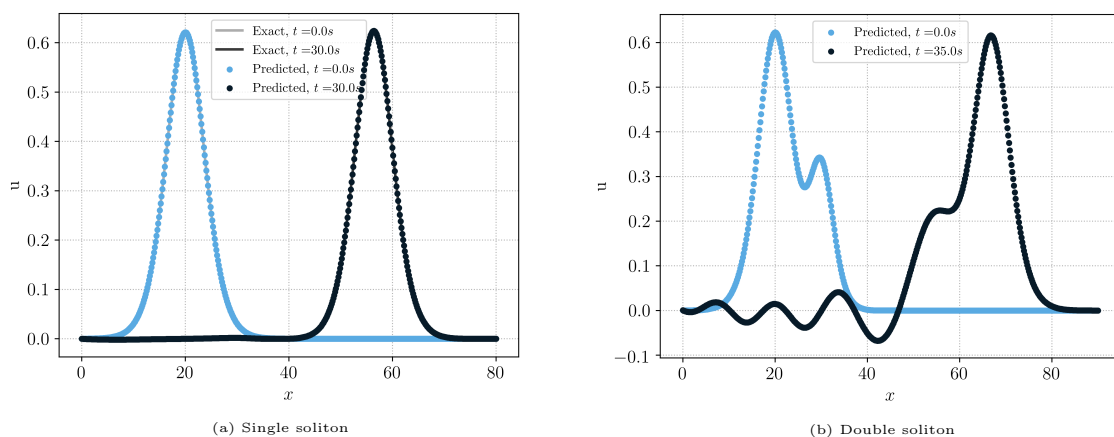 Exact, t =0.0s
Exact, t =30.0s
Predicted, t =0.0s
Predicted, t =30.0s
u
0.6
0.5
0.4
0.3
0.2
0.1
0.0
0 20 40 60 80
x
(a) Single soliton
Predicted, t =0.0s
Predicted, t =35.0s
u
0.6
0.5
0.4
0.3
0.2
0.1
0.0
−0.1
0 20 40 60 80
x
(b) Double soliton